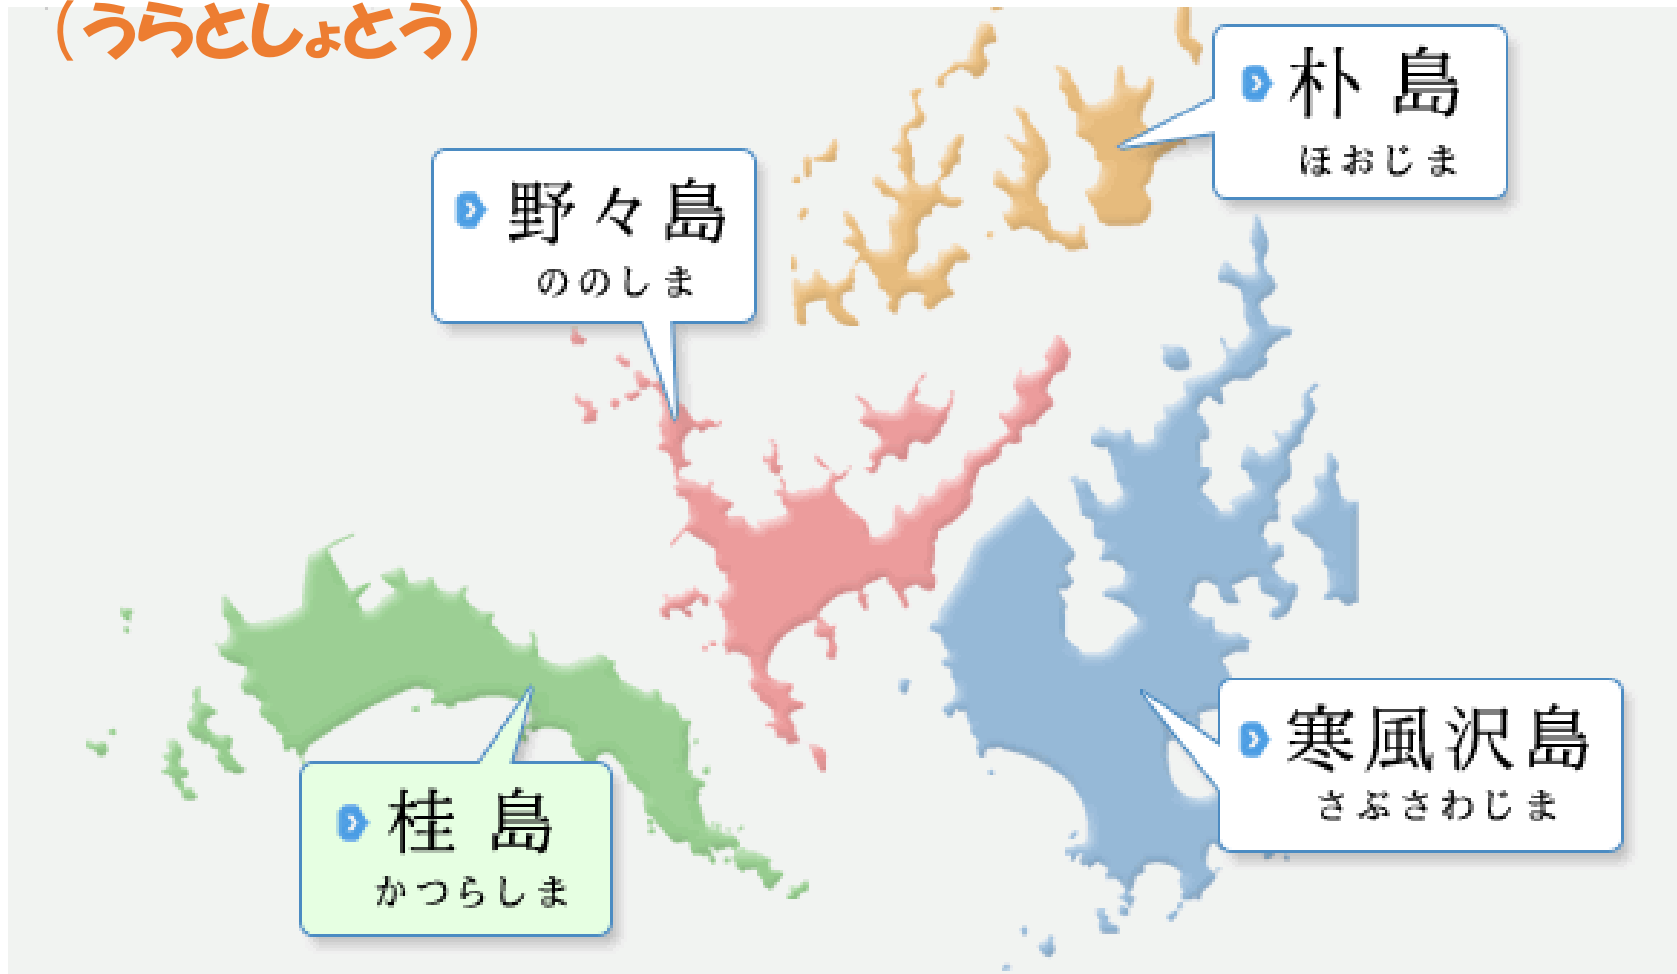 （うらとしょとう）
朴島
ほおじま
野々島
ののしま
寒風沢島
さぶさわじま
桂島
かつらしま